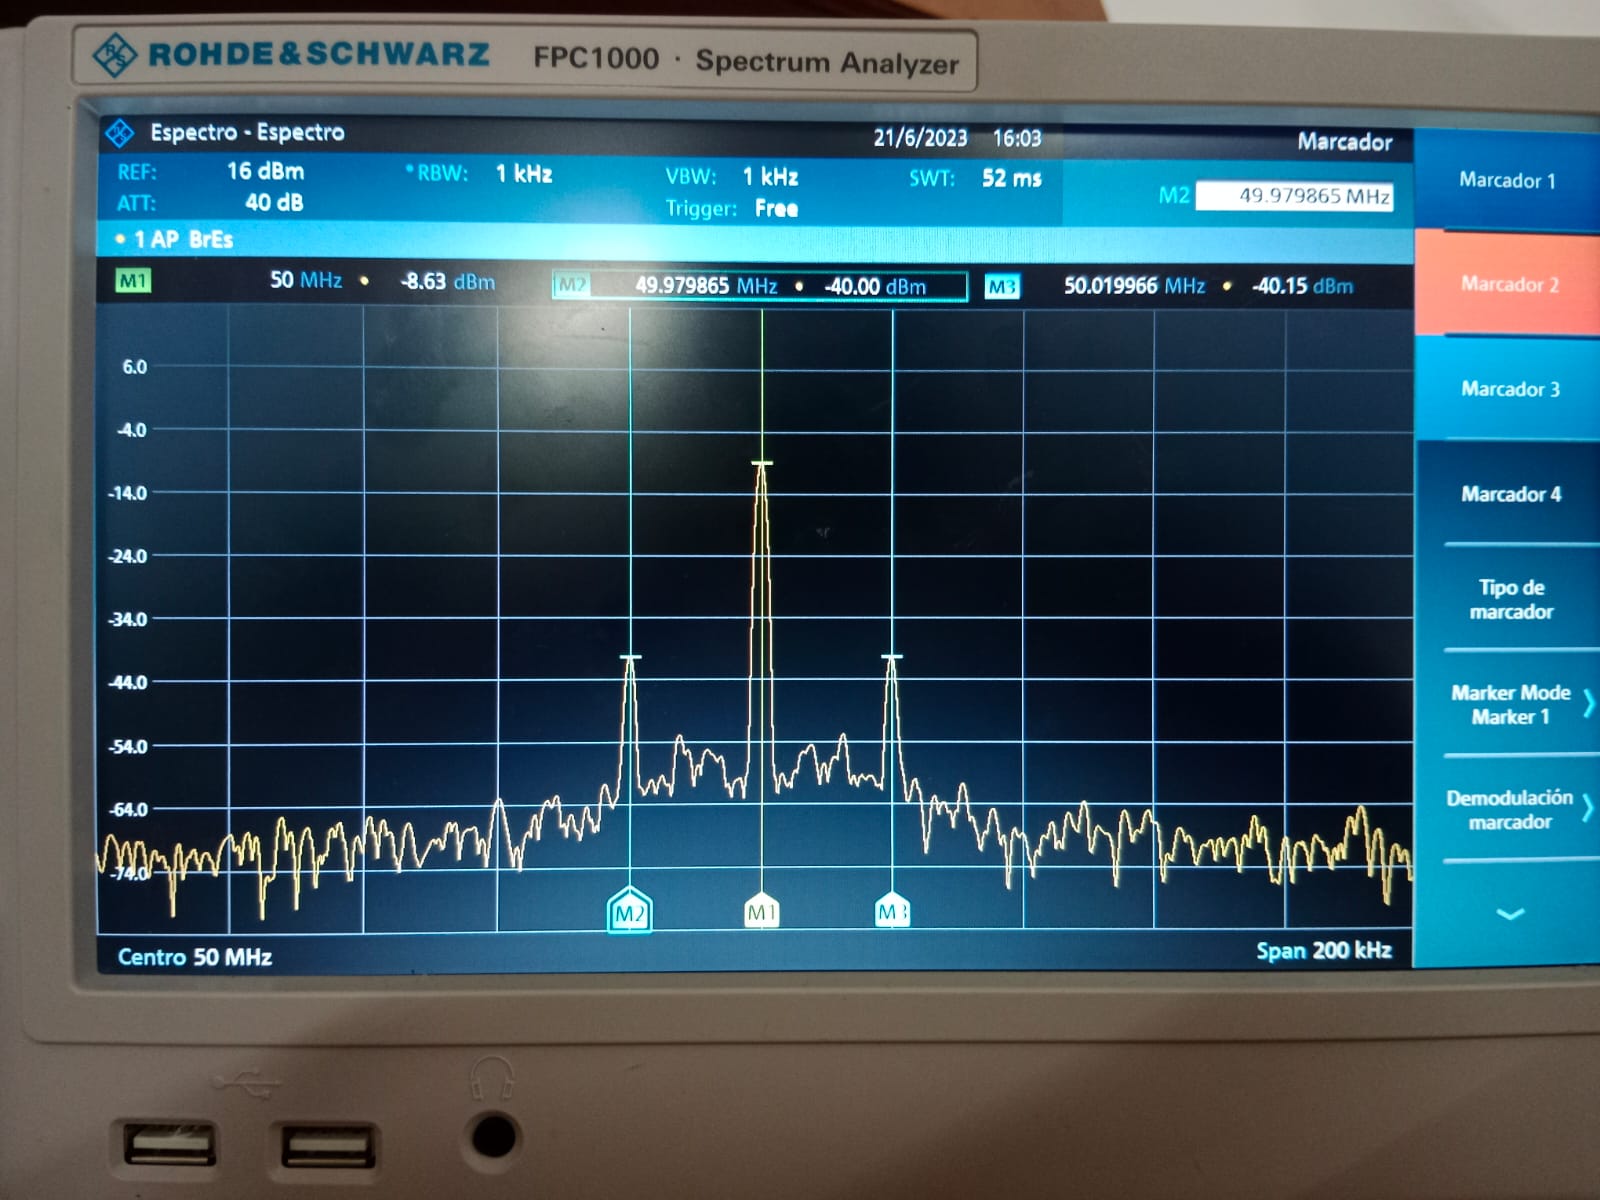 ROHDE&SCHWARZ FPC1000 · Spectrum Analyzer
Espectro - Espectro 21/6/2023 16:03 Marcador
REF: 16 dBm • RBW: 1 kHz VBW: 1 kHz SWT: 52 ms M2 49.979865 MHz
ATT: 40 dB Trigger: Free
• 1 AP BrEs
M1 50 MHz • -8.63 dBm M2 49.979865 MHz • -40.00 dBm M3 50.019966 MHz • -40.15 dBm
6.0
-4.0
-14.0
-24.0
-34.0
-44.0
-54.0
-64.0
-74.0
M2 M1 M3
Centro 50 MHz Span 200 kHz
Marcador 1
Marcador 2
Marcador 3
Marcador 4
Tipo de
marcador
Marker Mode
Marker 1
Demodulación
marcador